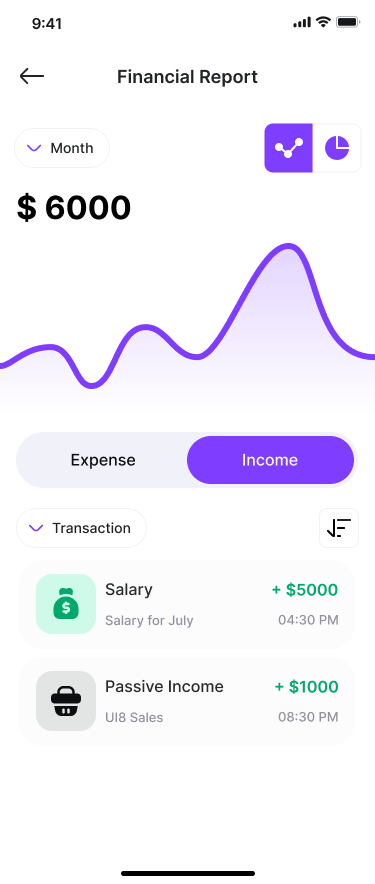 9:41
Financial Report
Month
$ 6000
Expense
Income
Transaction
$
Salary
+ $5000
Salary for July
04:30 PM
Passive Income
+ $1000
UI8 Sales
08:30 PM